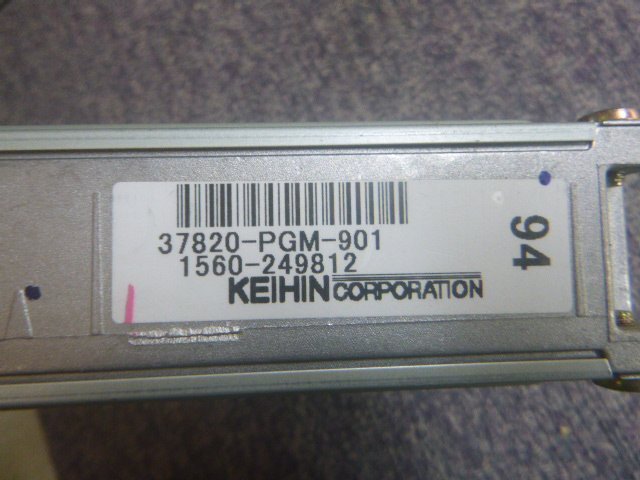 37820-PGM-901
1560-249812
KEIHIN CORPORATION
94